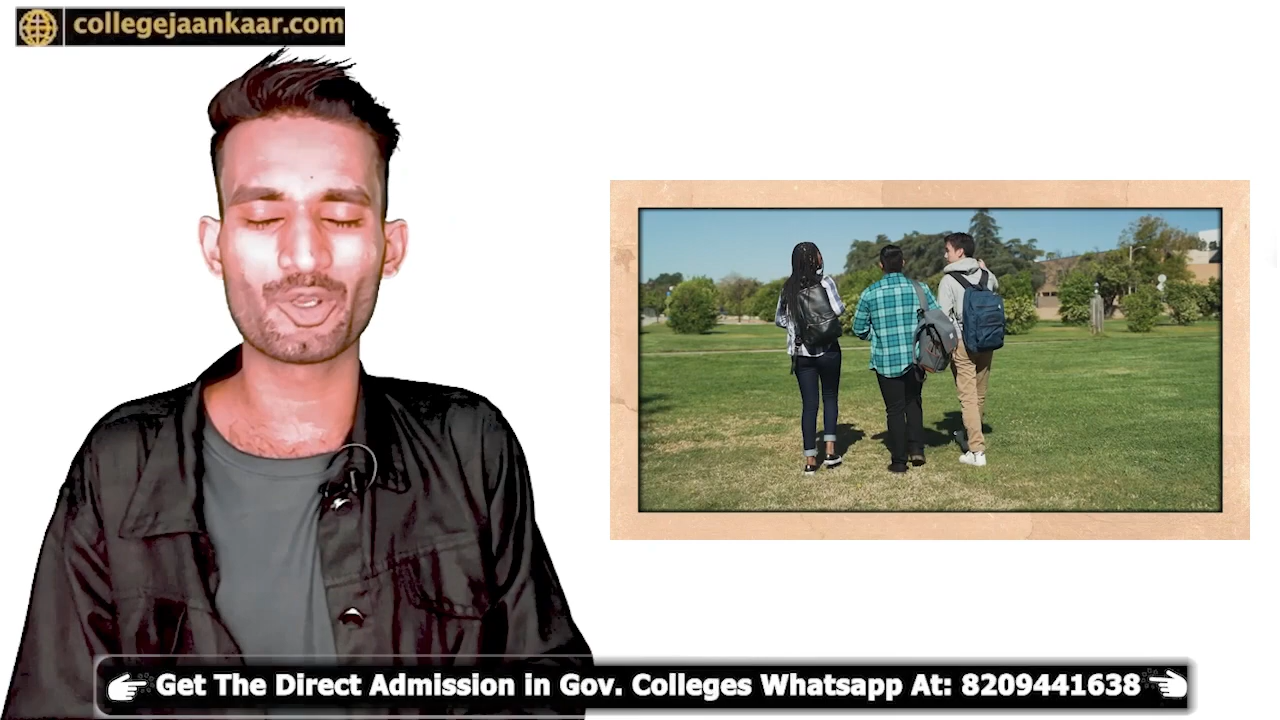 collegejaankaar.com
Get The Direct Admission in Gov. Colleges Whatsapp At: 8209441638